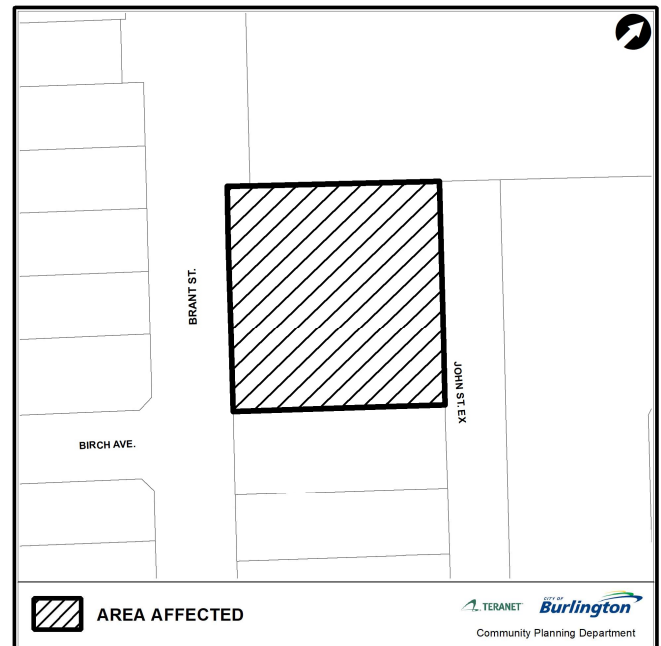 BRANT ST.
JOHN ST. EX
BIRCH AVE.
AREA AFFECTED
TERANET
CITY OF
Burlington
Community Planning Department